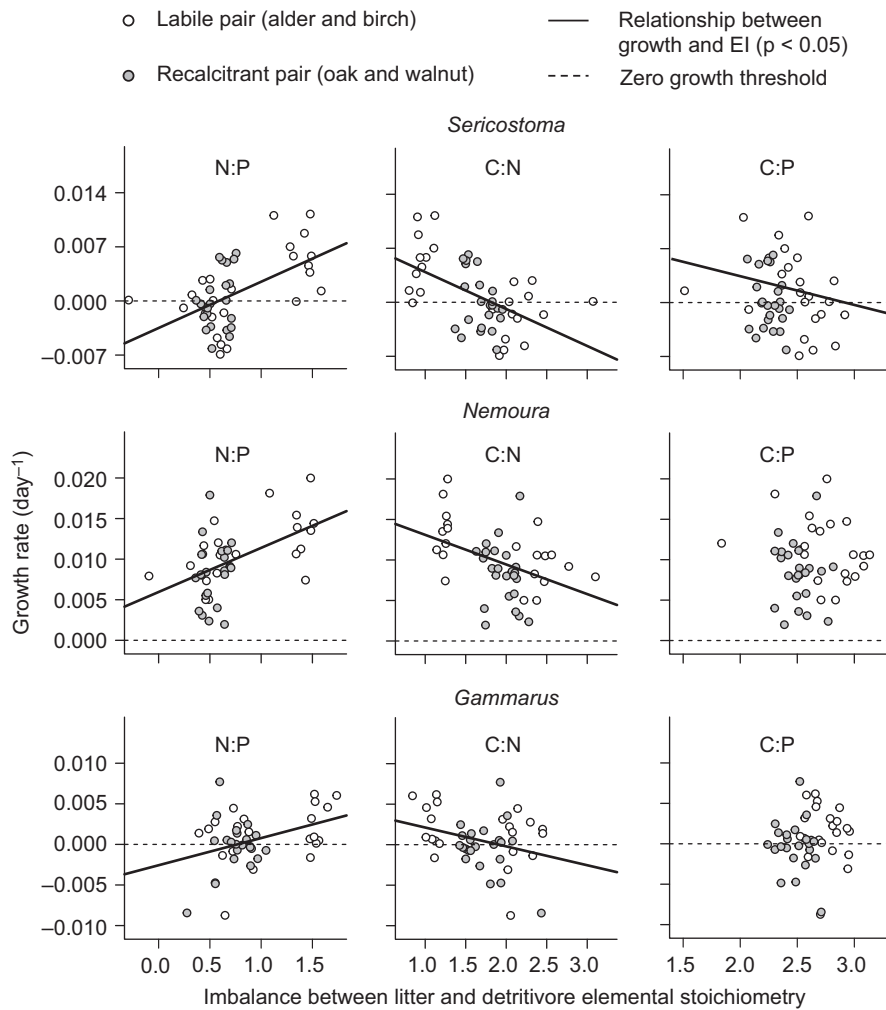 Labile pair (alder and birch)
Recalcitrant pair (oak and walnut)
Relationship between
growth and EI (p < 0.05)
Zero growth threshold
Sericostoma
N:P C:N C:P
0.014
0.007
0.000
−0.007
Nemoura
N:P C:N C:P
0.020
0.015
0.010
0.005
0.000
Gammarus
N:P C:N C:P
0.010
0.005
0.000
−0.005
−0.010
Growth rate (day−1)
0.0 0.5 1.0 1.5 1.0 1.5 2.0 2.5 3.0 1.5 2.0 2.5 3.0
Imbalance between litter and detritivore elemental stoichiometry